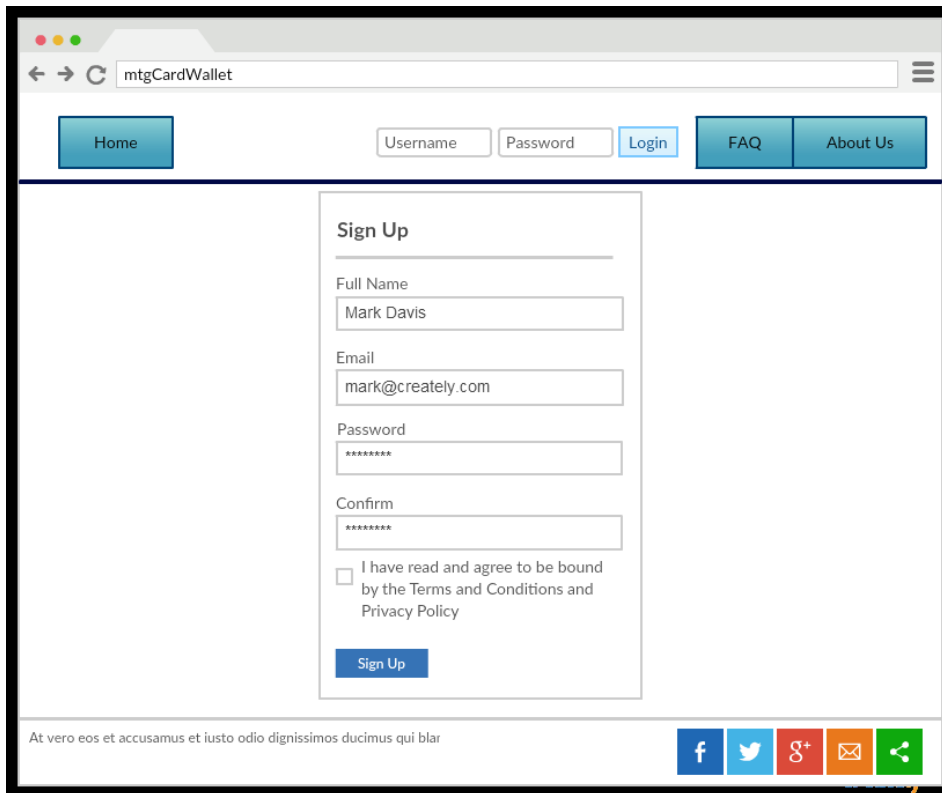 mtgCardWallet
Home
Username
Password
Login
FAQ
About Us
Sign Up
Full Name
Mark Davis
Email
mark@creately.com
Password
********
Confirm
********
I have read and agree to be bound
by the Terms and Conditions and
Privacy Policy
Sign Up
At vero eos et accusamus et iusto odio dignissimos ducimus qui blar
f
g+